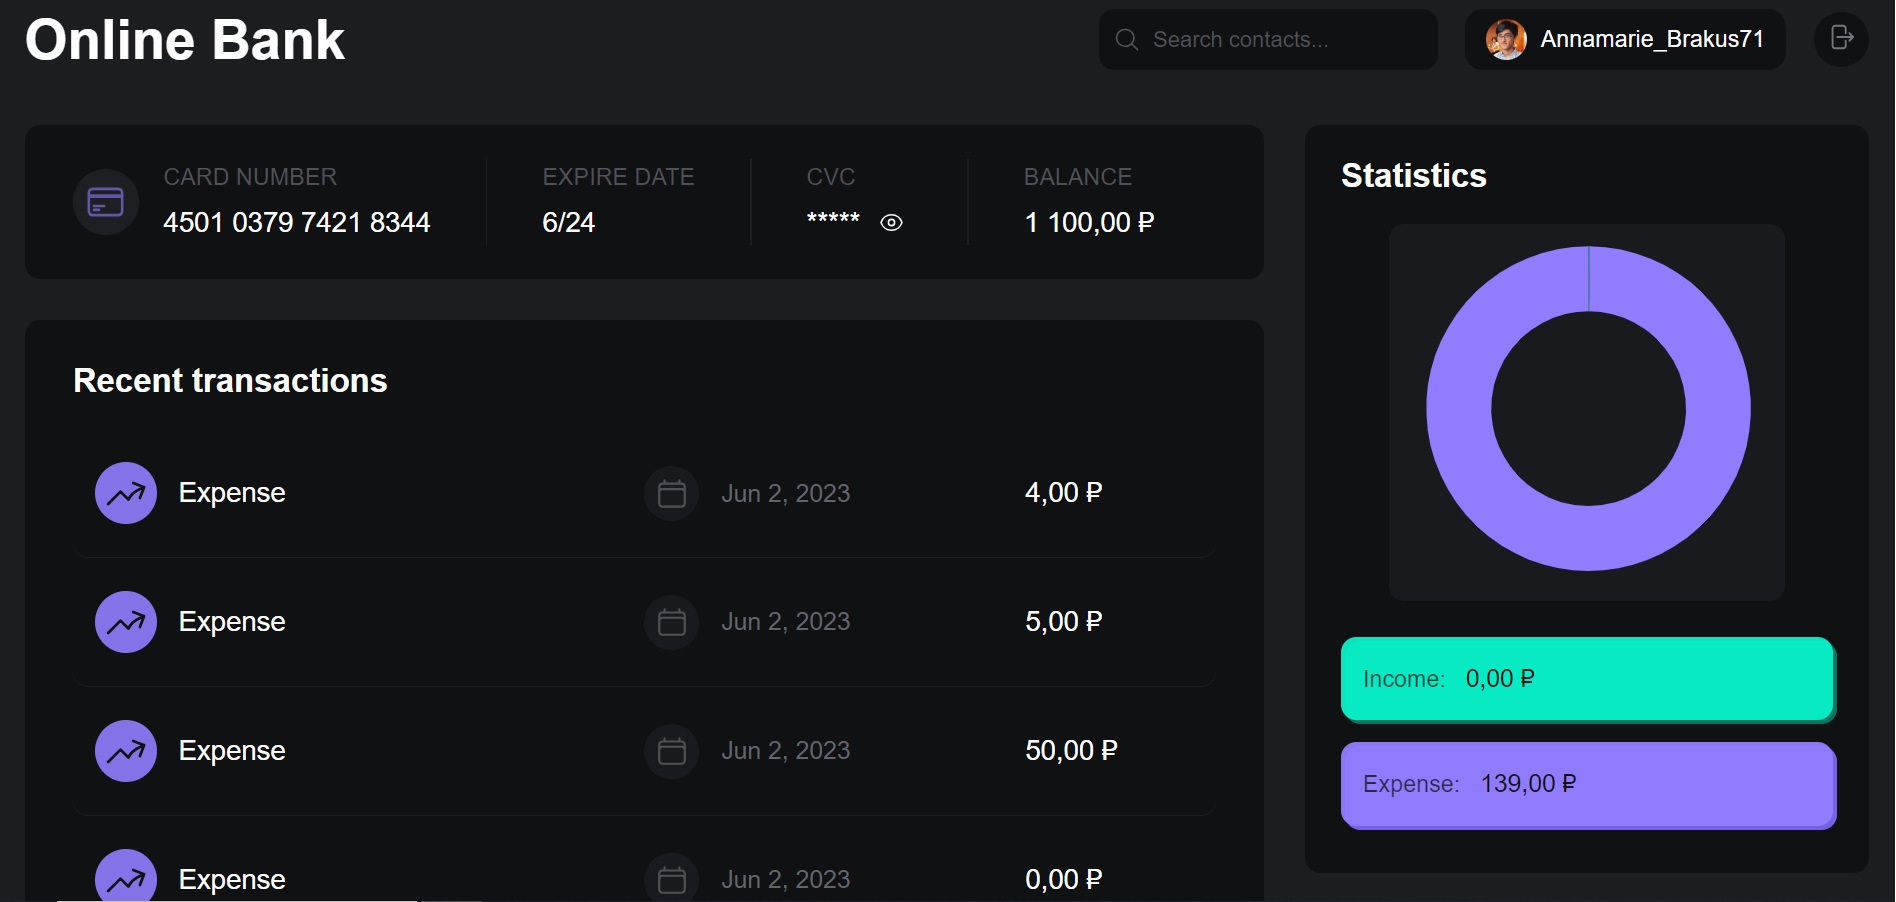 Online Bank
Search contacts...
Annamarie_Brakus71
CARD NUMBER
4501 0379 7421 8344
EXPIRE DATE
6/24
CVC
*****
BALANCE
1 100,00 ₽
Recent transactions
Expense Jun 2, 2023 4,00 ₽
Expense Jun 2, 2023 5,00 ₽
Expense Jun 2, 2023 50,00 ₽
Expense Jun 2, 2023 0,00 ₽
Statistics
Income: 0,00 ₽
Expense: 139,00 ₽